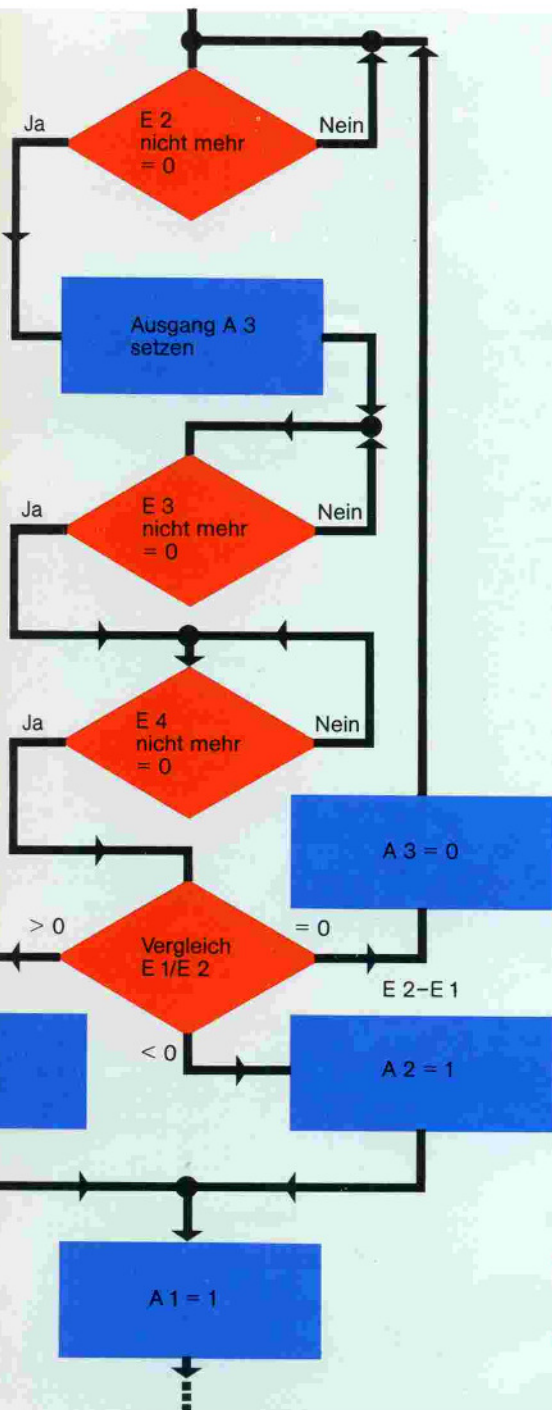 E 2
nicht mehr
= 0
Ja
Nein
Ausgang A 3
setzen
E 3
nicht mehr
= 0
Ja
Nein
E 4
nicht mehr
= 0
Ja
Nein
A 3 = 0
> 0
Vergleich
E 1/E 2
= 0
E 2–E 1
< 0
A 2 = 1
A 1 = 1